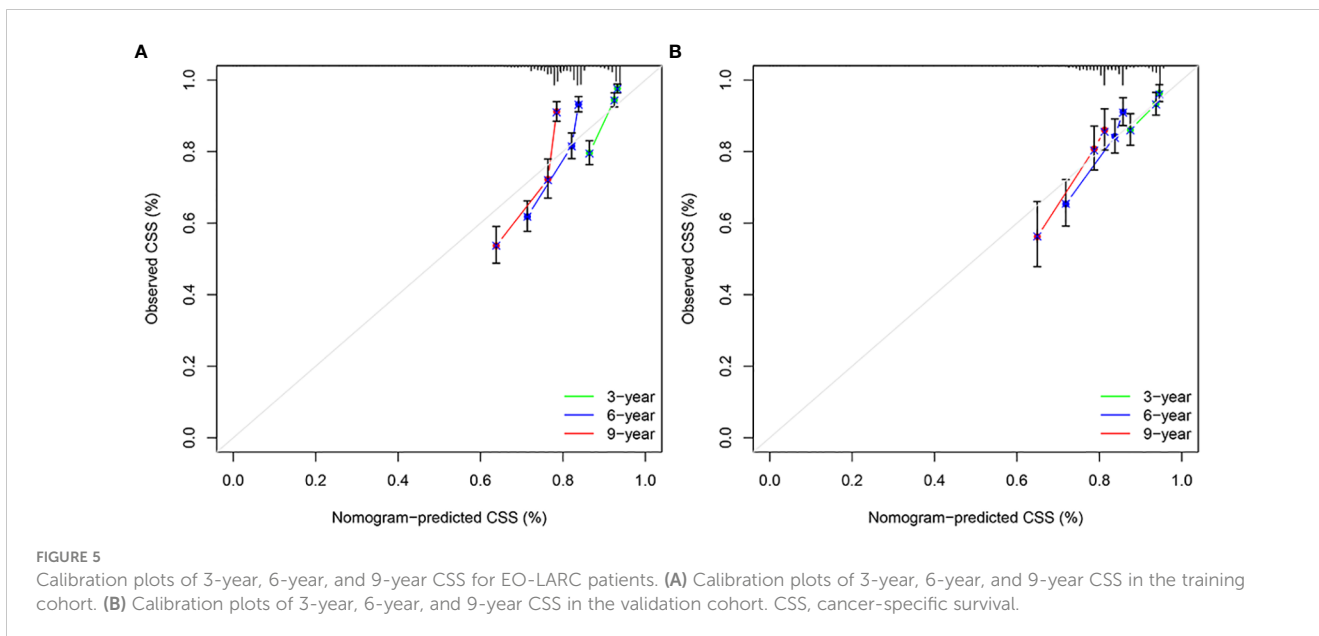 A
B
Observed CSS (%)
1.0
0.8
0.6
0.4
0.2
0.0
3-year
6-year
9-year
0.0 0.2 0.4 0.6 0.8 1.0
Nomogram-predicted CSS (%)
Observed CSS (%)
1.0
0.8
0.6
0.4
0.2
0.0
3-year
6-year
9-year
0.0 0.2 0.4 0.6 0.8 1.0
Nomogram-predicted CSS (%)
FIGURE 5
Calibration plots of 3-year, 6-year, and 9-year CSS for EO-LARC patients. (A) Calibration plots of 3-year, 6-year, and 9-year CSS in the training
cohort. (B) Calibration plots of 3-year, 6-year, and 9-year CSS in the validation cohort. CSS, cancer-specific survival.